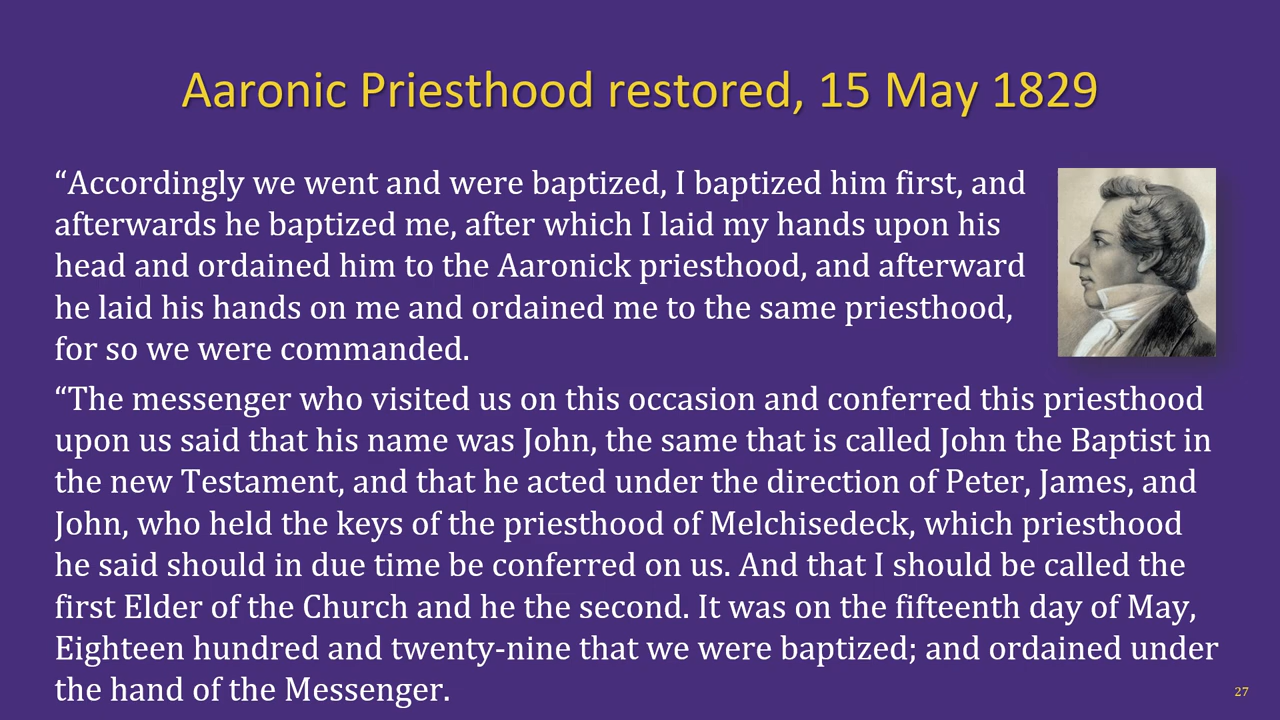 Aaronic Priesthood restored, 15 May 1829
“Accordingly we went and were baptized, I baptized him first, and
afterwards he baptized me, after which I laid my hands upon his
head and ordained him to the Aaronick priesthood, and afterward
he laid his hands on me and ordained me to the same priesthood,
for so we were commanded.
“The messenger who visited us on this occasion and conferred this priesthood
upon us said that his name was John, the same that is called John the Baptist in
the new Testament, and that he acted under the direction of Peter, James, and
John, who held the keys of the priesthood of Melchisedeck, which priesthood
he said should in due time be conferred on us. And that I should be called the
first Elder of the Church and he the second. It was on the fifteenth day of May,
Eighteen hundred and twenty-nine that we were baptized; and ordained under
the hand of the Messenger.
27